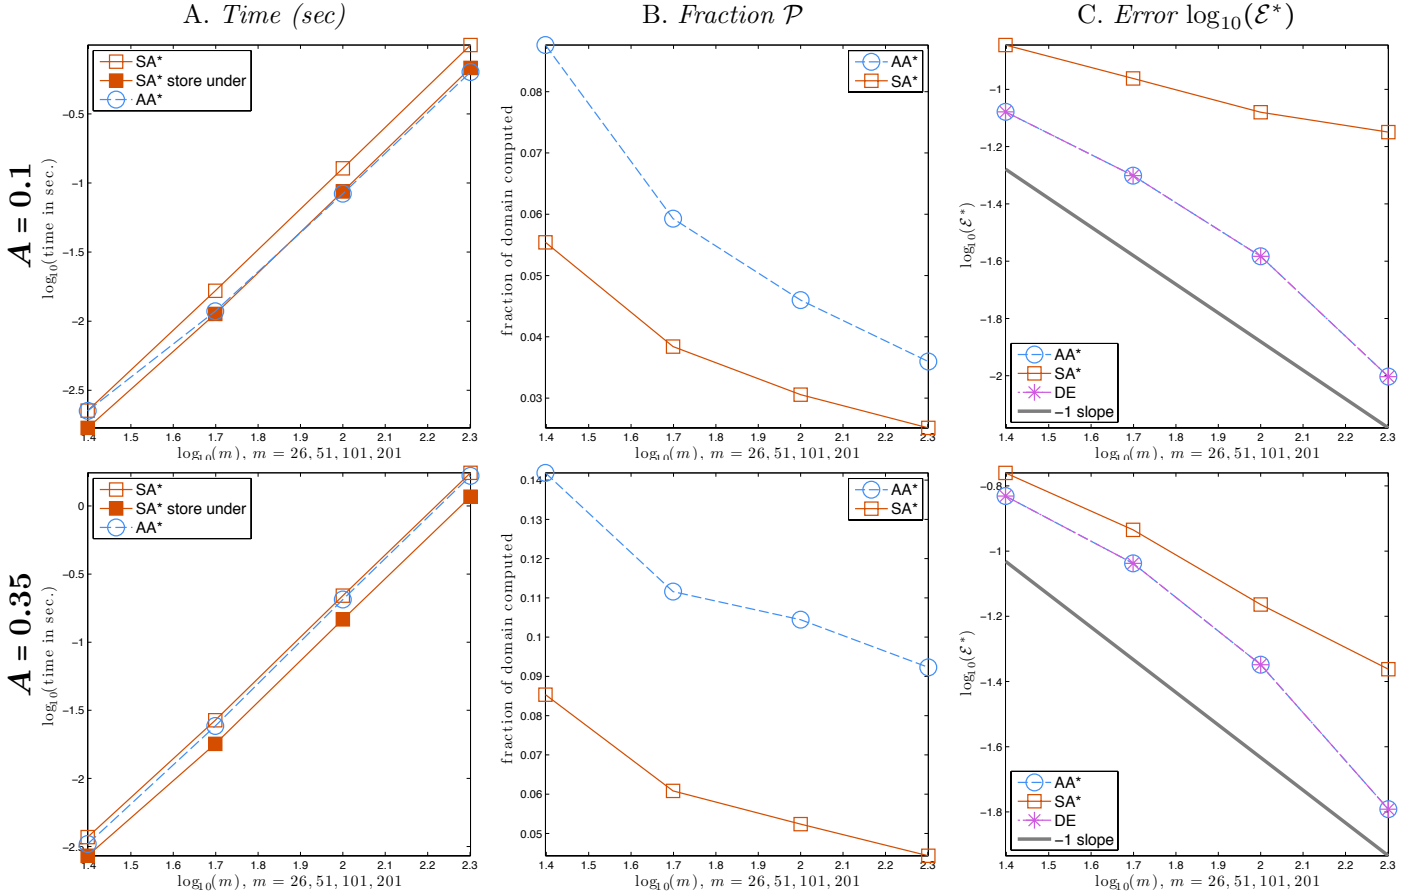 A. Time (sec)
B. Fraction 𝒫
C. Error log₁₀(ℰ*)
A = 0.1
log₁₀(time in sec.)
−0.5
−1
−1.5
−2
−2.5
SA*
SA* store under
AA*
1.4 1.5 1.6 1.7 1.8 1.9 2 2.1 2.2 2.3
log₁₀(m), m = 26, 51, 101, 201
fraction of domain computed
0.08
0.07
0.06
0.05
0.04
0.03
AA*
SA*
1.4 1.5 1.6 1.7 1.8 1.9 2 2.1 2.2 2.3
log₁₀(m), m = 26, 51, 101, 201
log₁₀(ℰ*)
−1
−1.2
−1.4
−1.6
−1.8
−2
AA*
SA*
DE
−1 slope
1.4 1.5 1.6 1.7 1.8 1.9 2 2.1 2.2 2.3
log₁₀(m), m = 26, 51, 101, 201
A = 0.35
log₁₀(time in sec.)
0
−0.5
−1
−1.5
−2
−2.5
SA*
SA* store under
AA*
1.4 1.5 1.6 1.7 1.8 1.9 2 2.1 2.2 2.3
log₁₀(m), m = 26, 51, 101, 201
fraction of domain computed
0.14
0.13
0.12
0.11
0.1
0.09
0.08
0.07
0.06
0.05
AA*
SA*
1.4 1.5 1.6 1.7 1.8 1.9 2 2.1 2.2 2.3
log₁₀(m), m = 26, 51, 101, 201
log₁₀(ℰ*)
−0.8
−1
−1.2
−1.4
−1.6
−1.8
AA*
SA*
DE
−1 slope
1.4 1.5 1.6 1.7 1.8 1.9 2 2.1 2.2 2.3
log₁₀(m), m = 26, 51, 101, 201